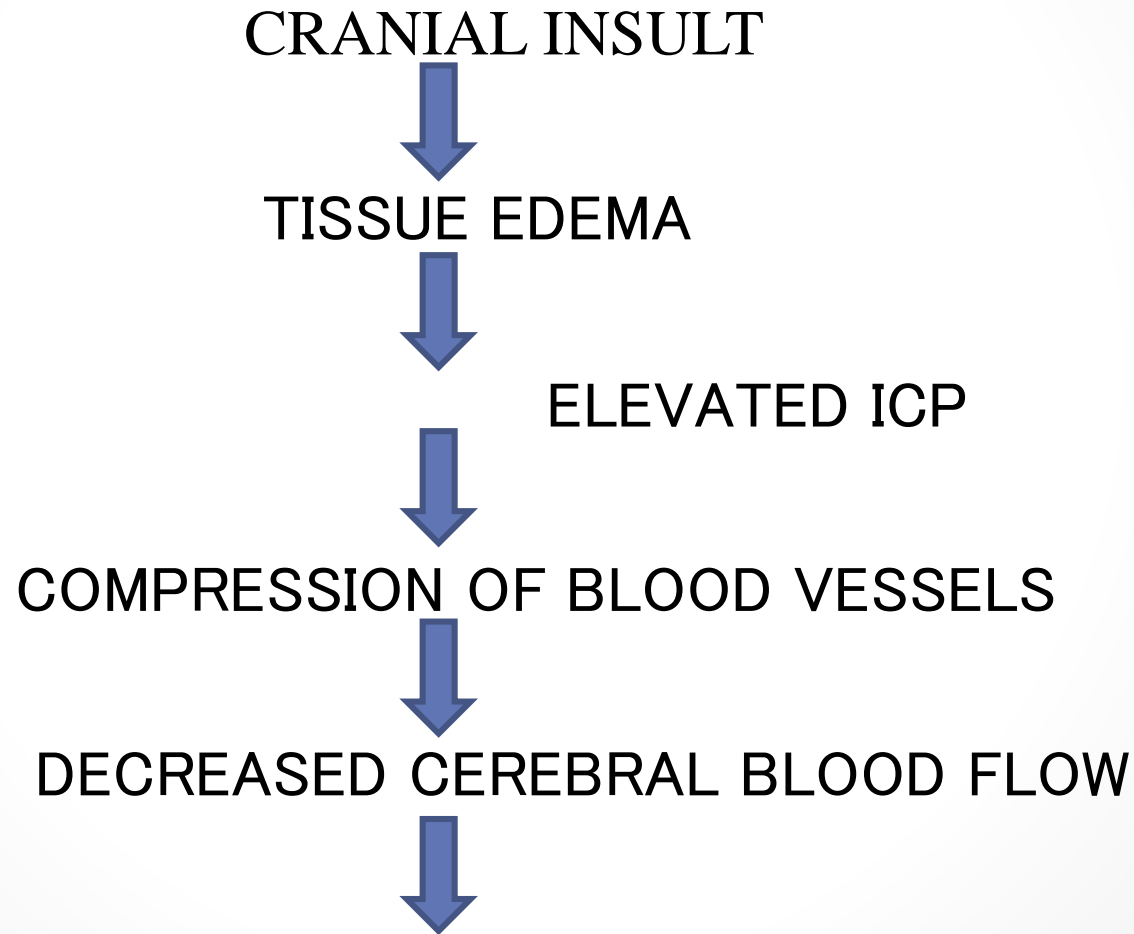 CRANIAL INSULT
TISSUE EDEMA
ELEVATED ICP
COMPRESSION OF BLOOD VESSELS
DECREASED CEREBRAL BLOOD FLOW